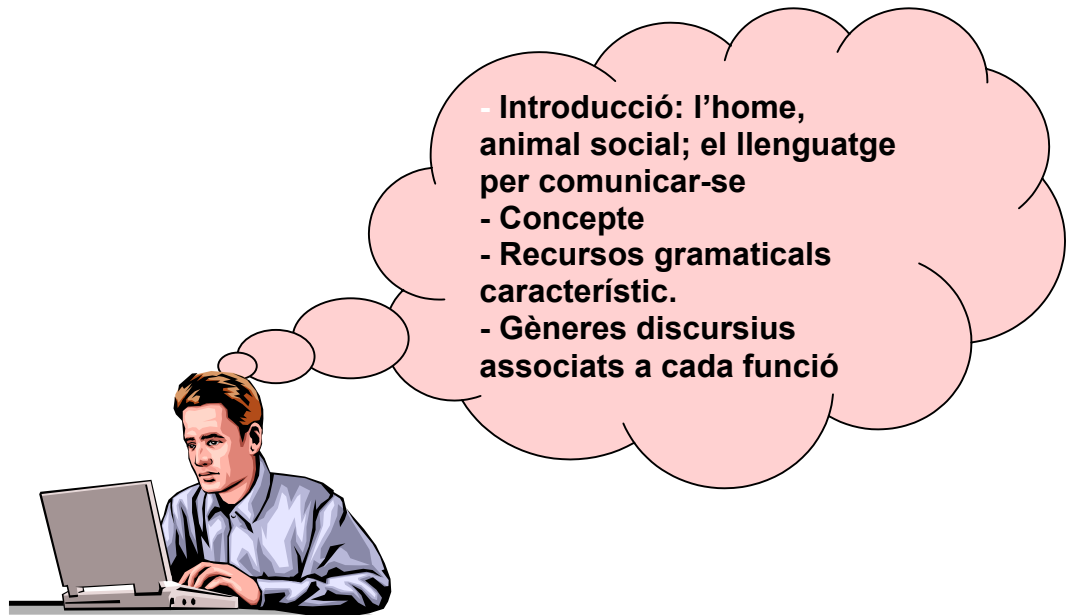 - Introducció: l’home,
animal social; el llenguatge
per comunicar-se
- Concepte
- Recursos gramaticals
característic.
- Gèneres discursius
associats a cada funció